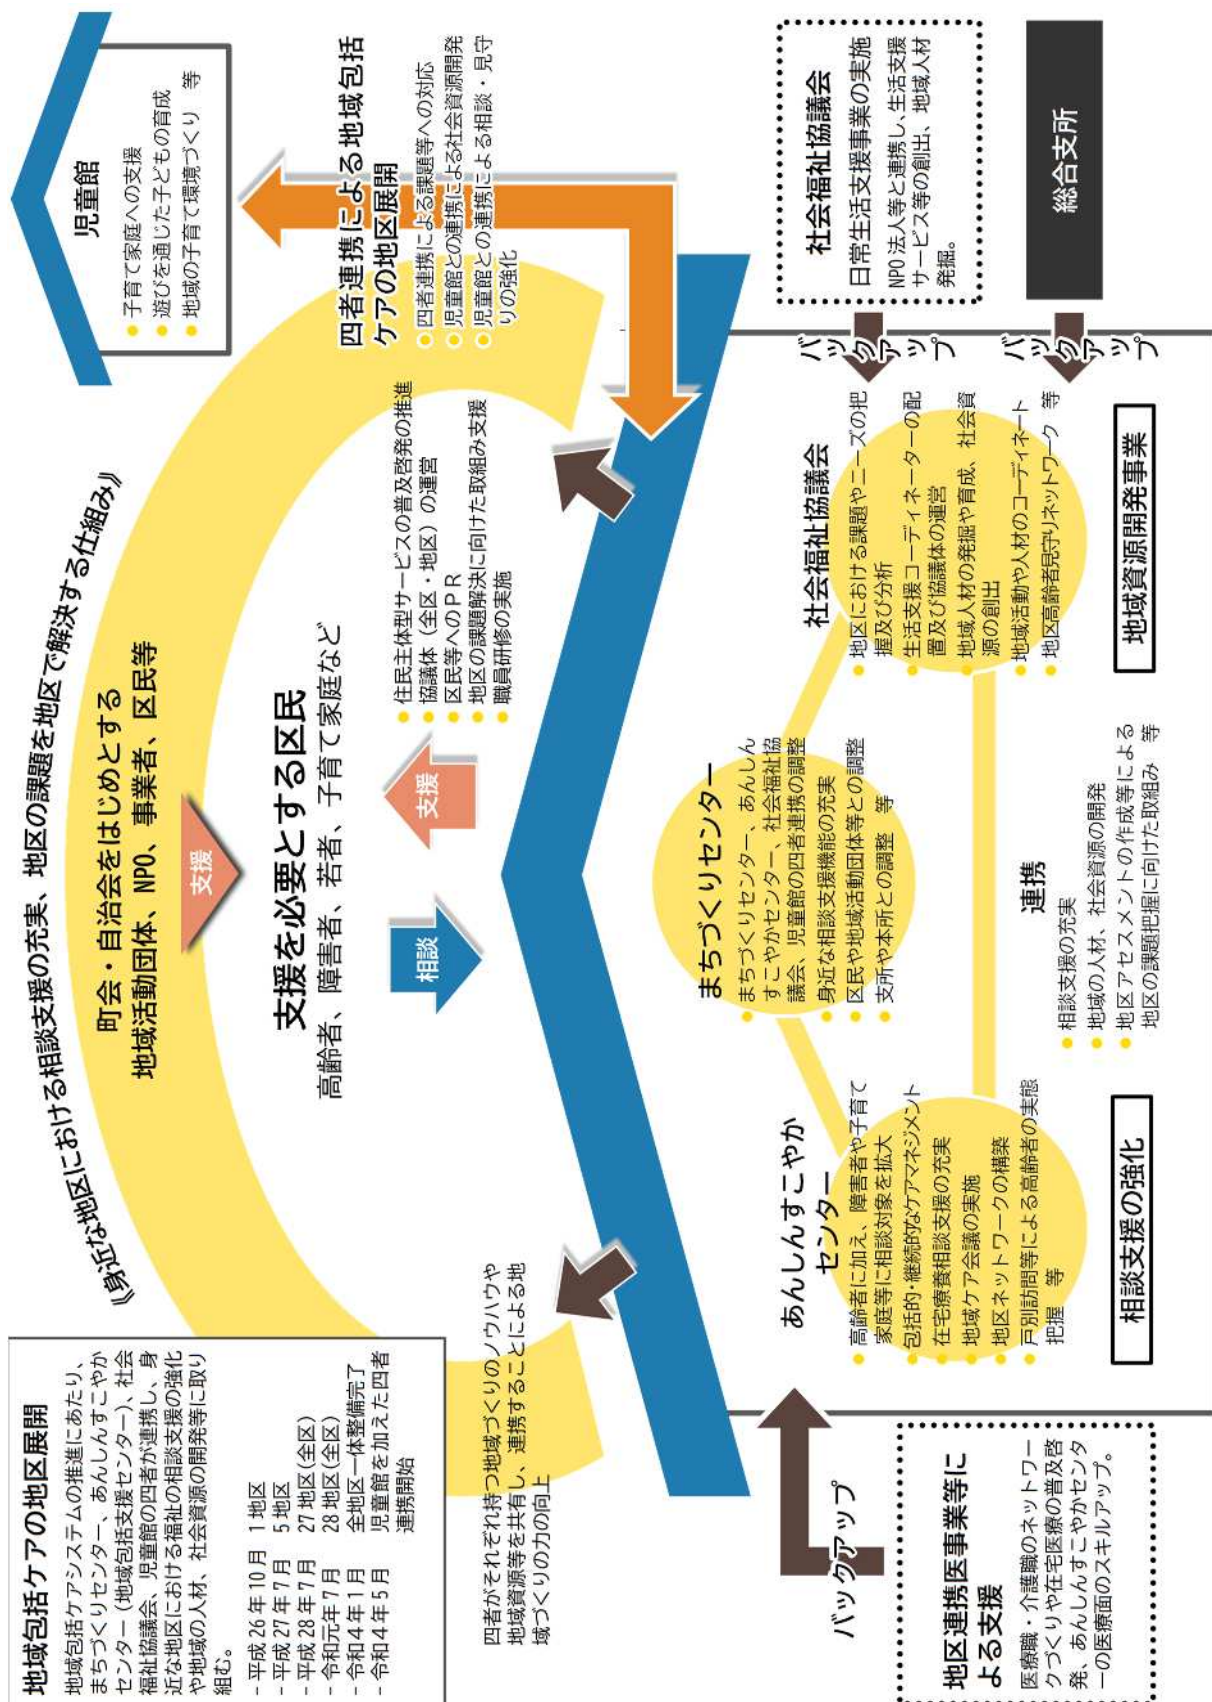 地域包括ケアの地区展開
地域包括ケアシステムの推進にあたり、
まちづくりセンター、あんしんすこやか
センター（地域包括支援センター）、社会
福祉協議会、児童館の四者が連携し、身
近な地区における福祉の相談支援の強化
や地域の人材、社会資源の開発等に取り
組む。
- 平成26年10月 1地区
- 平成27年7月 5地区
- 平成28年7月 27地区(全区)
- 令和元年7月 28地区(全区)
- 令和4年1月 全地区一体整備完了
- 令和4年5月 児童館を加えた四者
連携開始
《身近な地区における相談支援の充実、地区の課題を地区で解決する仕組み》
町会・自治会をはじめとする
地域活動団体、NPO、事業者、区民等
支援
支援を必要とする区民
高齢者、障害者、若者、子育て家庭など
相談
支援
児童館
● 子育て家庭への支援
● 遊びを通じた子どもの育成
● 地域の子育て環境づくり 等
四者連携による地域包括
ケアの地区展開
● 四者連携による課題等への対応
● 児童館との連携による社会資源開発
● 児童館との連携による相談・見守
りの強化
● 住民主体型サービスの普及啓発の推進
● 協議体（全区・地区）の運営
● 区民等へのＰＲ
● 地区の課題解決に向けた取組み支援
● 職員研修の実施
四者がそれぞれ持つ地域づくりのノウハウや
地域資源等を共有し、連携することによる地
域づくりの力の向上
まちづくりセンター
● まちづくりセンター、あんしん
すこやかセンター、社会福祉協
議会、児童館の四者連携の調整
● 身近な相談支援機能の充実
● 区民や地域活動団体等との調整
● 支所や本所との調整 等
あんしんすこやか
センター
● 高齢者に加え、障害者や子育て
家庭等に相談対象を拡大
● 包括的・継続的なケアマネジメント
● 在宅療養相談支援の充実
● 地域ケア会議の実施
● 地区ネットワークの構築
● 戸別訪問等による高齢者の実態
把握 等
相談支援の強化
連携
● 相談支援の充実
● 地域の人材、社会資源の開発
● 地区アセスメントの作成等による
地区の課題把握に向けた取組み 等
社会福祉協議会
● 地区における課題やニーズの把
握及び分析
● 生活支援コーディネーターの配
置及び協議体の運営
● 地域人材の発掘や育成、社会資
源の創出
● 地域活動や人材のコーディネート
● 地区高齢者見守りネットワーク 等
地域資源開発事業
バックアップ
社会福祉協議会
日常生活支援事業の実施
NPO法人等と連携し、生活支援
サービス等の創出、地域人材
発掘。
バックアップ
総合支所
バックアップ
地区連携医事業等に
よる支援
医療職・介護職のネットワー
クづくりや在宅医療の普及啓
発、あんしんすこやかセンタ
ーの医療面のスキルアップ。